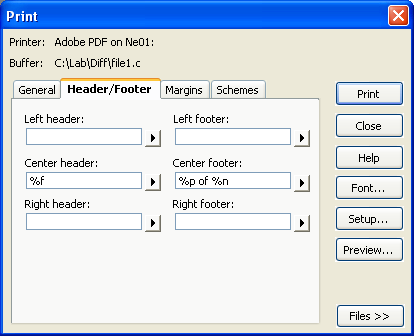 Print
Printer: Adobe PDF on Ne01:
Buffer: C:\Lab\Diff\file1.c
General Header/Footer Margins Schemes
Print
Left header: Left footer:
Close
Center header: Center footer:
Help
%f %p of %n
Font...
Right header: Right footer:
Setup...
Preview...
Files >>